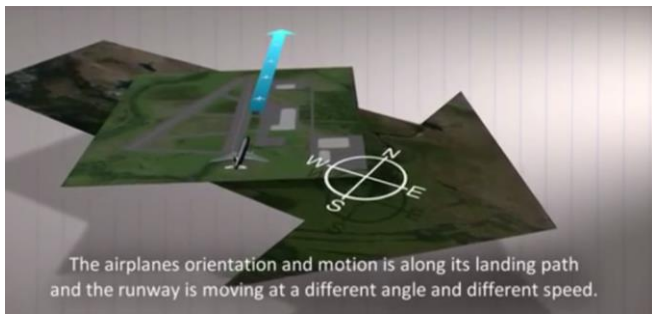 N
W
E
S
The airplanes orientation and motion is along its landing path
and the runway is moving at a different angle and different speed.